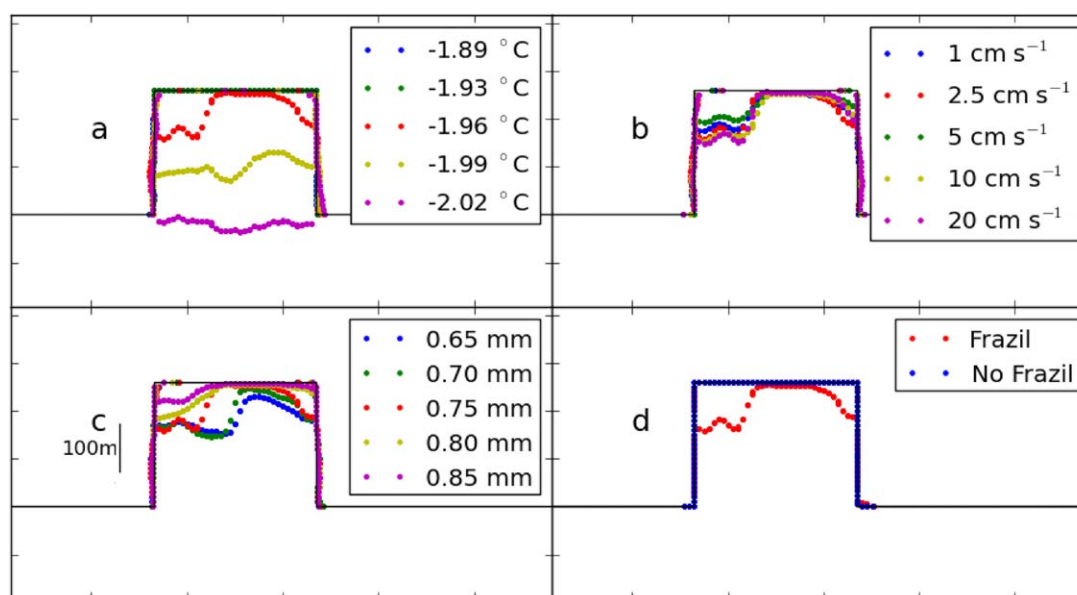 a
-1.89 °C
-1.93 °C
-1.96 °C
-1.99 °C
-2.02 °C
b
1 cm s⁻¹
2.5 cm s⁻¹
5 cm s⁻¹
10 cm s⁻¹
20 cm s⁻¹
c
100m
0.65 mm
0.70 mm
0.75 mm
0.80 mm
0.85 mm
d
Frazil
No Frazil